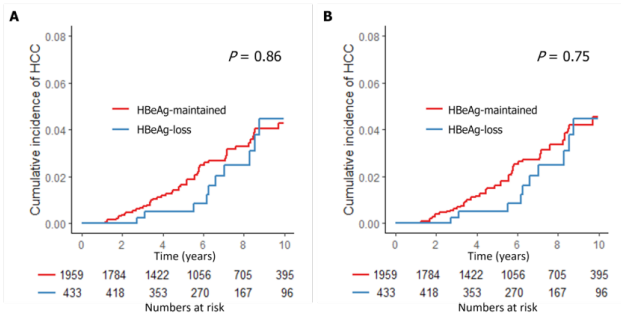 A
Cumulative incidence of HCC
0.08
0.06
0.04
0.02
0.00
P = 0.86
HBeAg-maintained
HBeAg-loss
0 2 4 6 8 10
Time (years)
1959 1784 1422 1056 705 395
433 418 353 270 167 96
Numbers at risk
B
Cumulative incidence of HCC
0.08
0.06
0.04
0.02
0.00
P = 0.75
HBeAg-maintained
HBeAg-loss
0 2 4 6 8 10
Time (years)
1959 1784 1422 1056 705 395
433 418 353 270 167 96
Numbers at risk